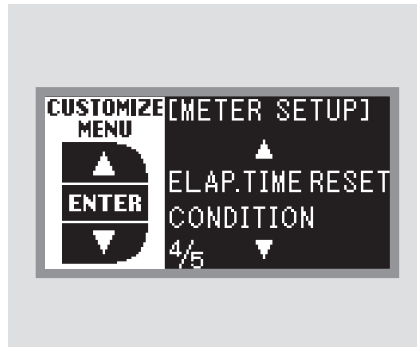 CUSTOMIZE
MENU
ENTER
[METER SETUP]
ELAP.TIME RESET
CONDITION
4/5